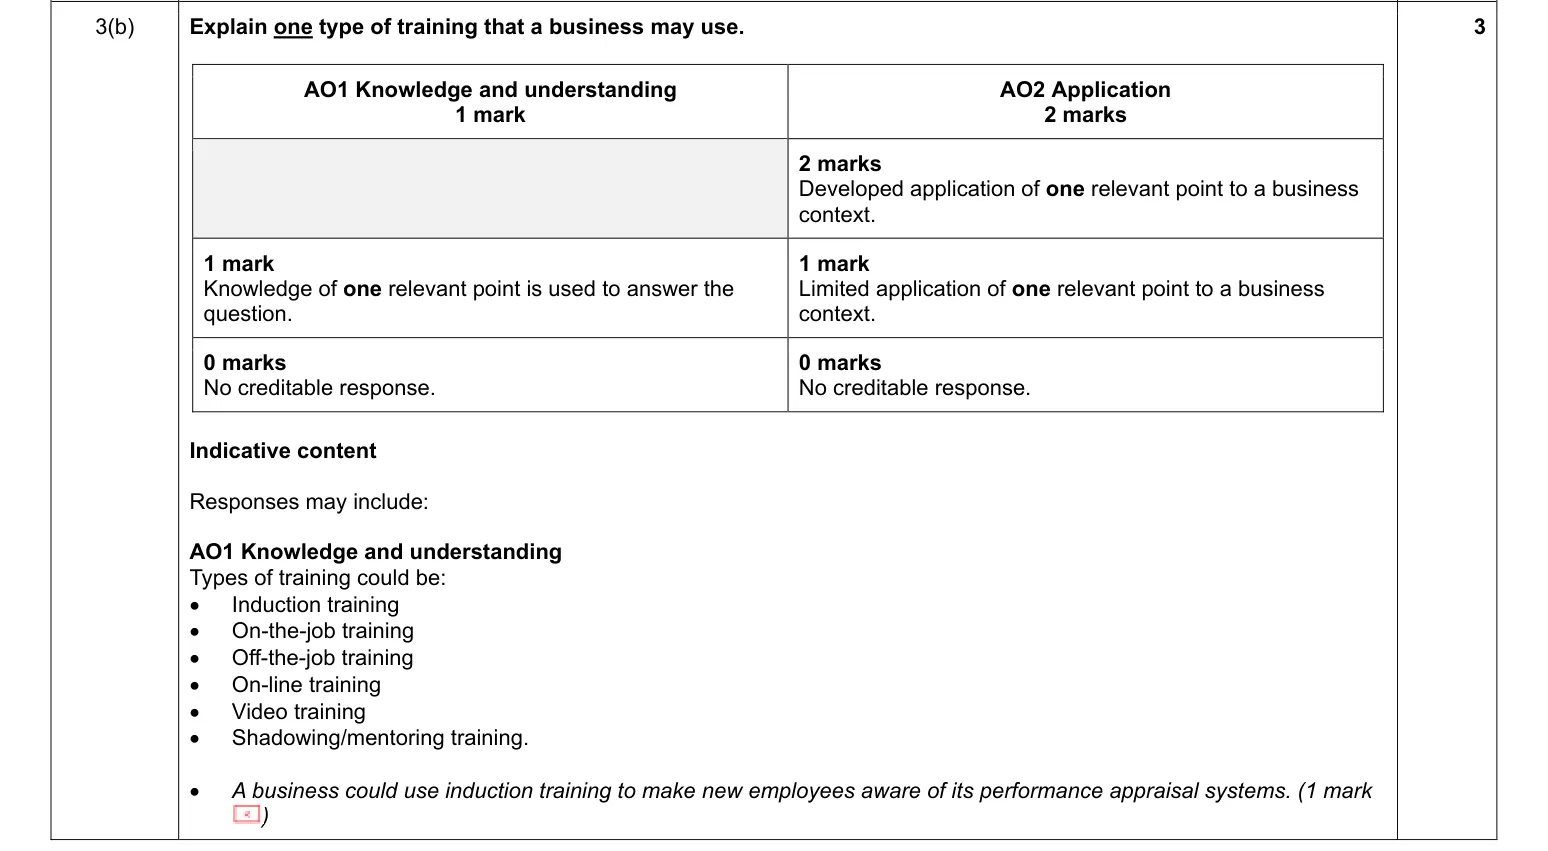 3(b)
Explain one type of training that a business may use.
3
AO1 Knowledge and understanding
1 mark
AO2 Application
2 marks
2 marks
Developed application of one relevant point to a business
context.
1 mark
Knowledge of one relevant point is used to answer the
question.
1 mark
Limited application of one relevant point to a business
context.
0 marks
No creditable response.
0 marks
No creditable response.
Indicative content
Responses may include:
AO1 Knowledge and understanding
Types of training could be:
• Induction training
• On-the-job training
• Off-the-job training
• On-line training
• Video training
• Shadowing/mentoring training.
• A business could use induction training to make new employees aware of its performance appraisal systems. (1 mark
)